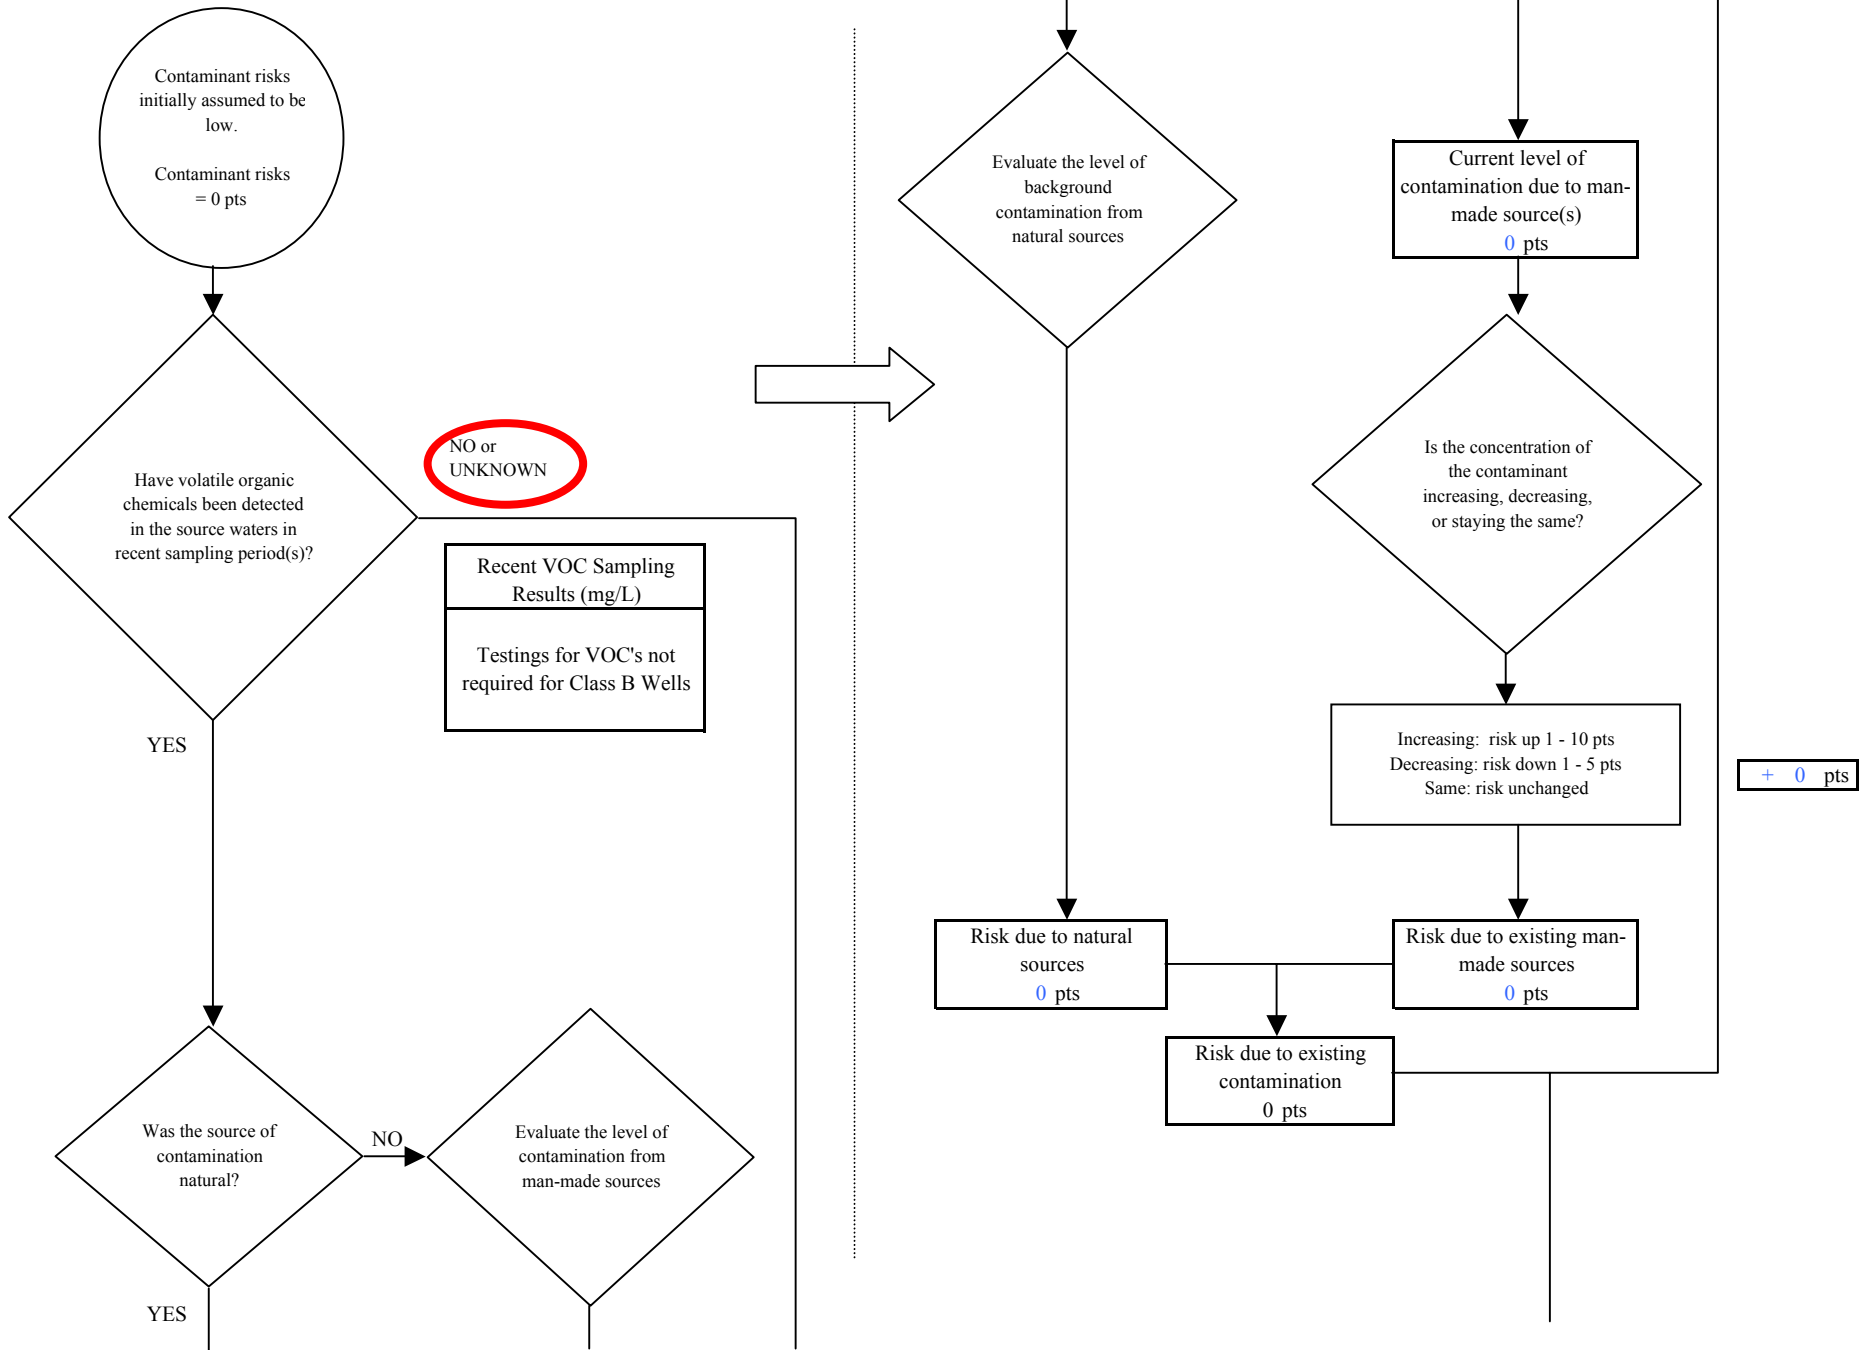 Contaminant risks
initially assumed to be
low.
Contaminant risks
= 0 pts
Have volatile organic
chemicals been detected
in the source waters in
recent sampling period(s)?
NO or
UNKNOWN
Recent VOC Sampling
Results (mg/L)
Testings for VOC's not
required for Class B Wells
YES
Was the source of
contamination
natural?
NO
Evaluate the level of
contamination from
man-made sources
YES
Evaluate the level of
background
contamination from
natural sources
Current level of
contamination due to man-
made source(s)
0 pts
Is the concentration of
the contaminant
increasing, decreasing,
or staying the same?
Increasing: risk up 1 - 10 pts
Decreasing: risk down 1 - 5 pts
Same: risk unchanged
+ 0 pts
Risk due to natural
sources
0 pts
Risk due to existing man-
made sources
0 pts
Risk due to existing
contamination
0 pts